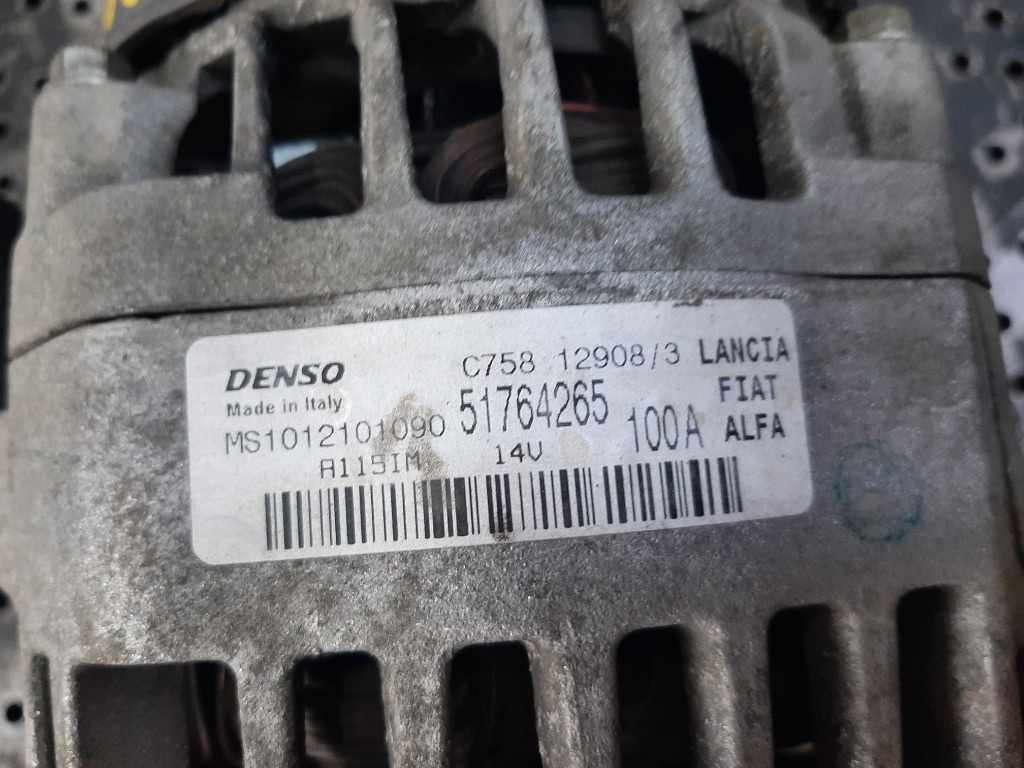 DENSO C758 12908/3 LANCIA
Made in Italy 51764265 FIAT
MS1012101090 100A ALFA
A115IM 14V